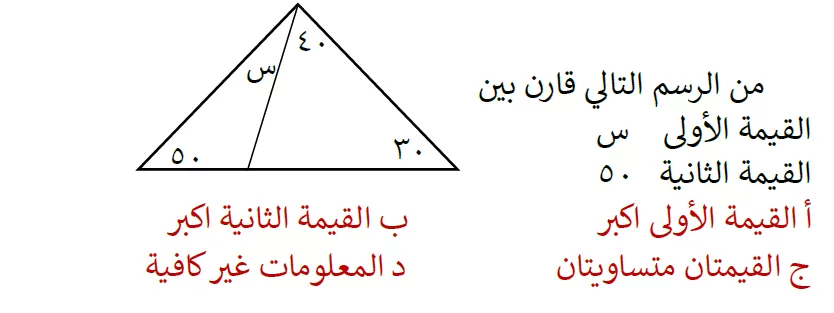 ٤٠
س
٥٠
٣٠
من الرسم التالي قارن بين
القيمة الأولى س
القيمة الثانية ٥٠
أ القيمة الأولى اكبر ب القيمة الثانية اكبر
ج القيمتان متساويتان د المعلومات غير كافية